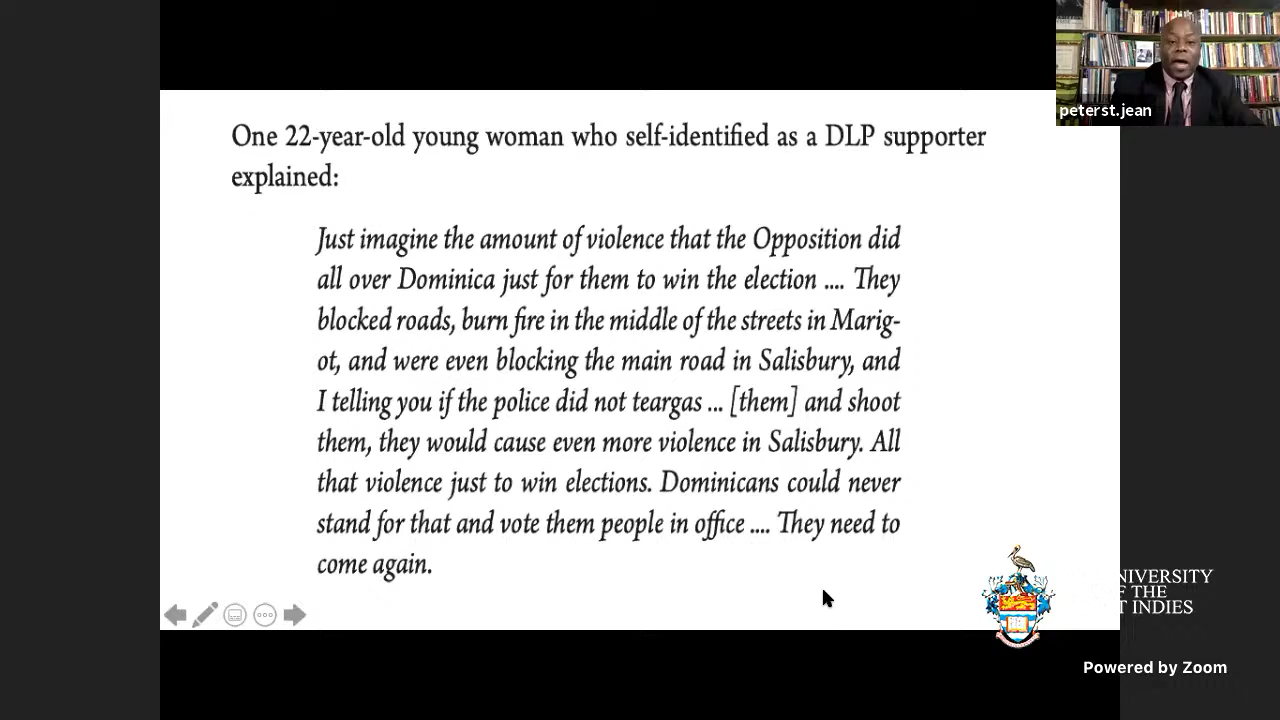 peterst.jean
One 22-year-old young woman who self-identified as a DLP supporter
explained:
Just imagine the amount of violence that the Opposition did
all over Dominica just for them to win the election .... They
blocked roads, burn fire in the middle of the streets in Marig-
ot, and were even blocking the main road in Salisbury, and
I telling you if the police did not teargas ... [them] and shoot
them, they would cause even more violence in Salisbury. All
that violence just to win elections. Dominicans could never
stand for that and vote them people in office .... They need to
come again.
NIVERSITY
F THE
T INDIES
Powered by Zoom